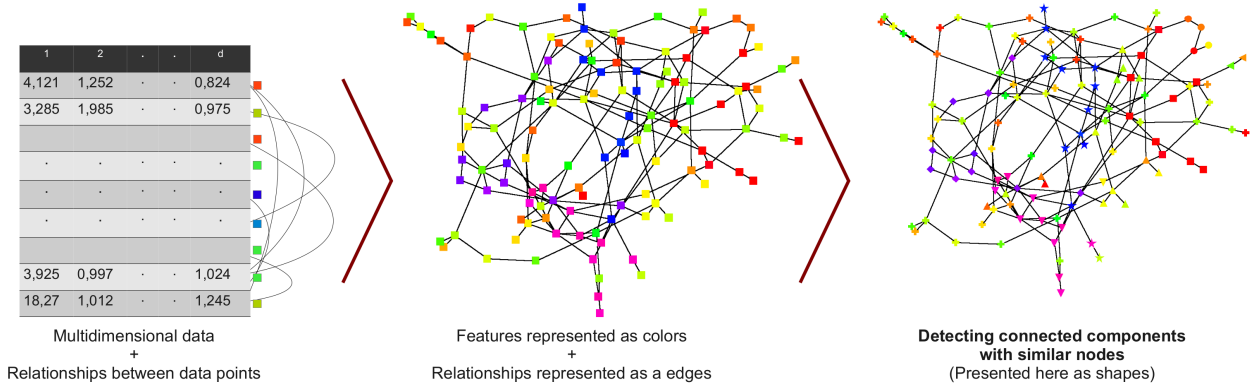 1 2 . . d
4,121 1,252 · · 0,824
3,285 1,985 · · 0,975
· · · · ·
· · · · ·
· · · · ·
3,925 0,997 · · 1,024
18,27 1,012 · · 1,245
Multidimensional data
+
Relationships between data points
Features represented as colors
+
Relationships represented as a edges
Detecting connected components
with similar nodes
(Presented here as shapes)